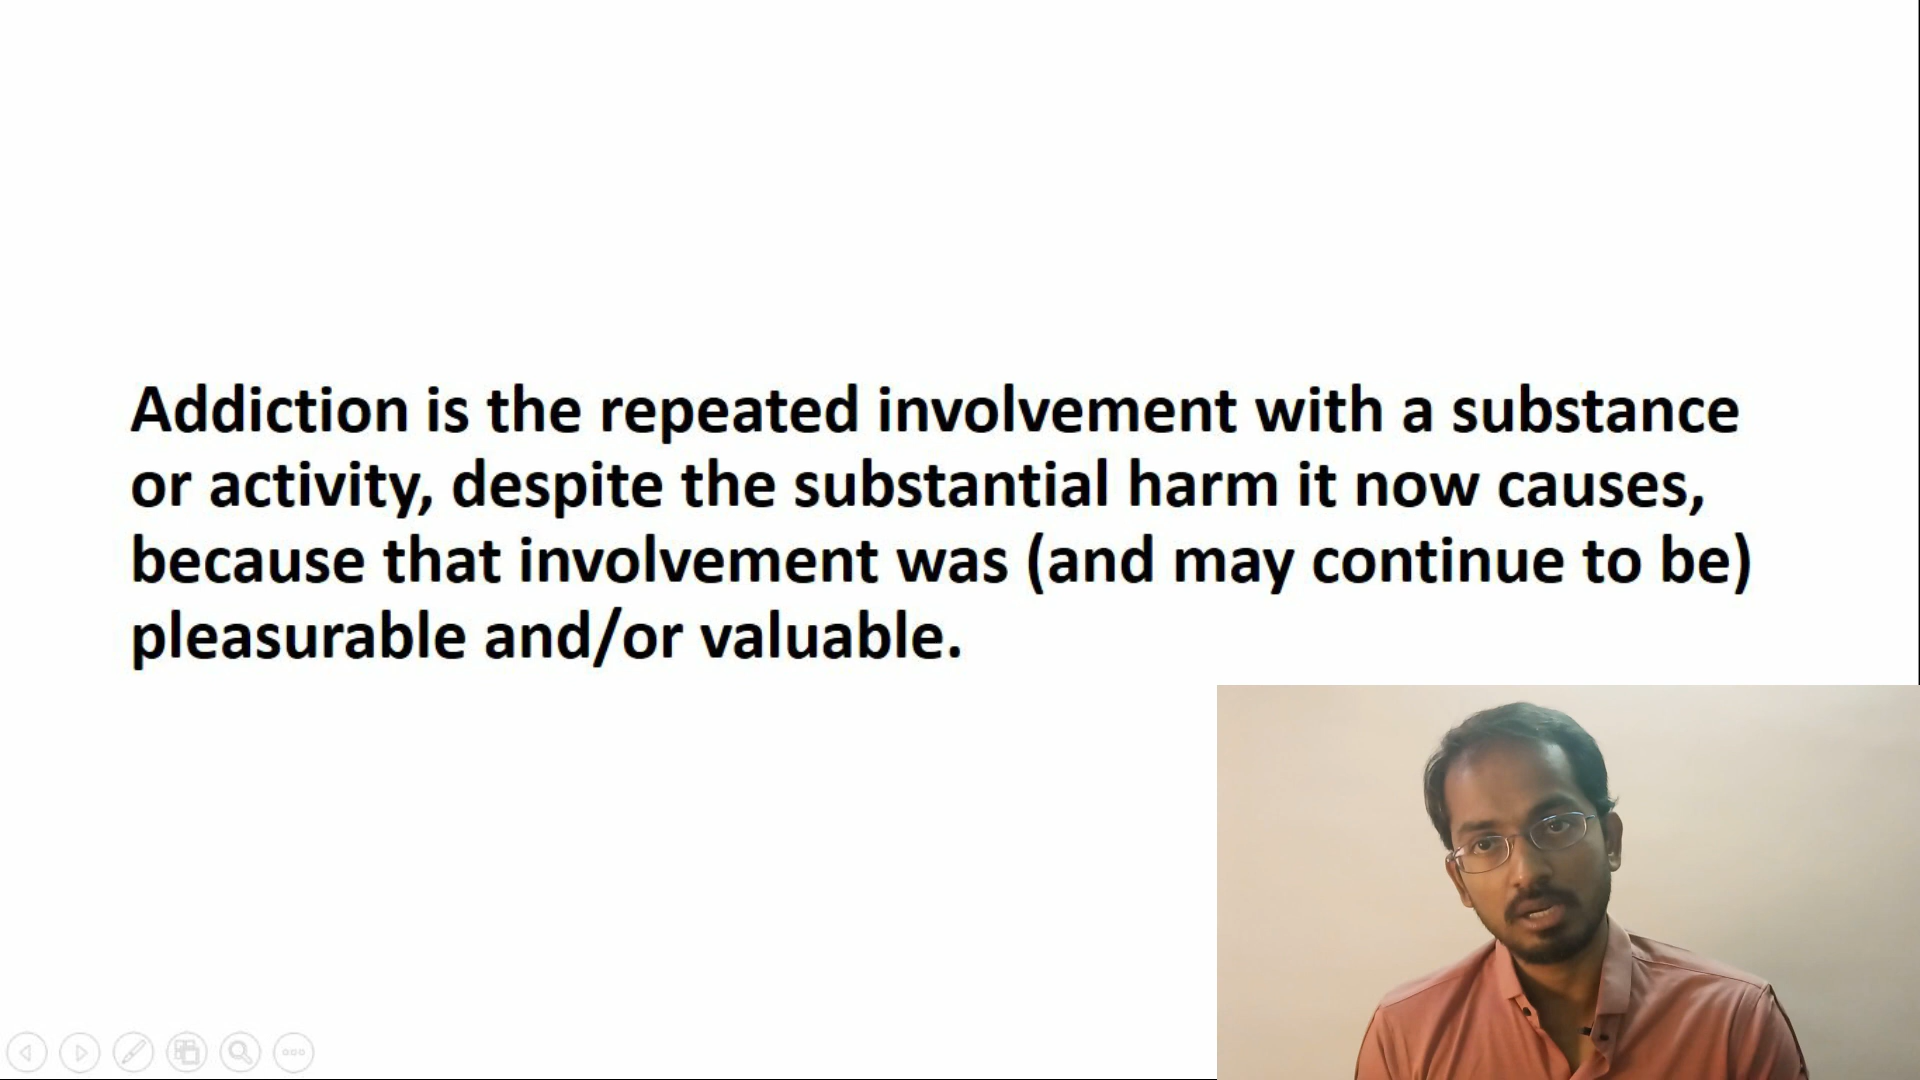 Addiction is the repeated involvement with a substance
or activity, despite the substantial harm it now causes,
because that involvement was (and may continue to be)
pleasurable and/or valuable.